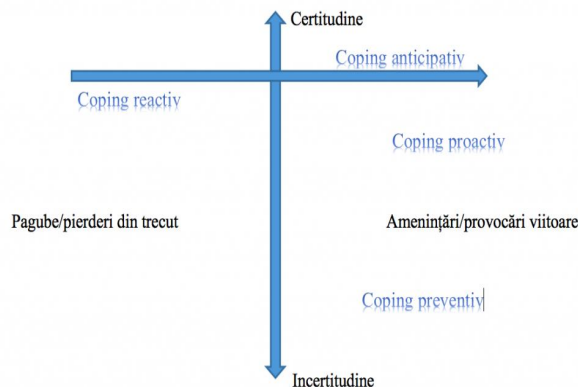 Certitudine
Coping anticipativ
Coping reactiv
Coping proactiv
Pagube/pierderi din trecut
Amenințări/provocări viitoare
Coping preventiv
Incertitudine